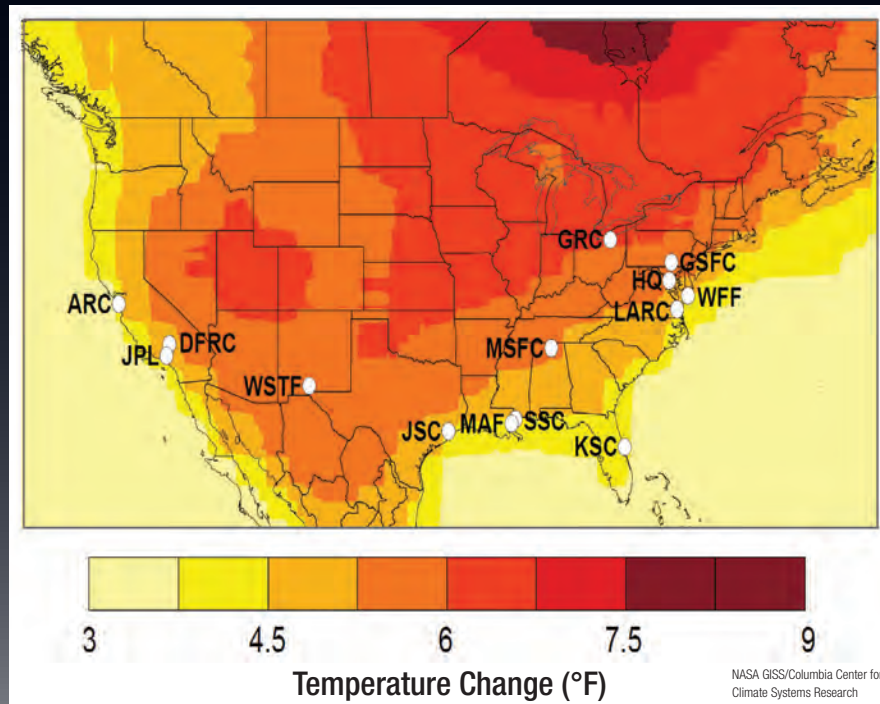 GRC
GSFC
HQ
WFF
ARC
LARC
DFRC
MSFC
JPL
WSTF
SSC
MAF
JSC
KSC
3 4.5 6 7.5 9
Temperature Change (°F)
NASA GISS/Columbia Center for
Climate Systems Research